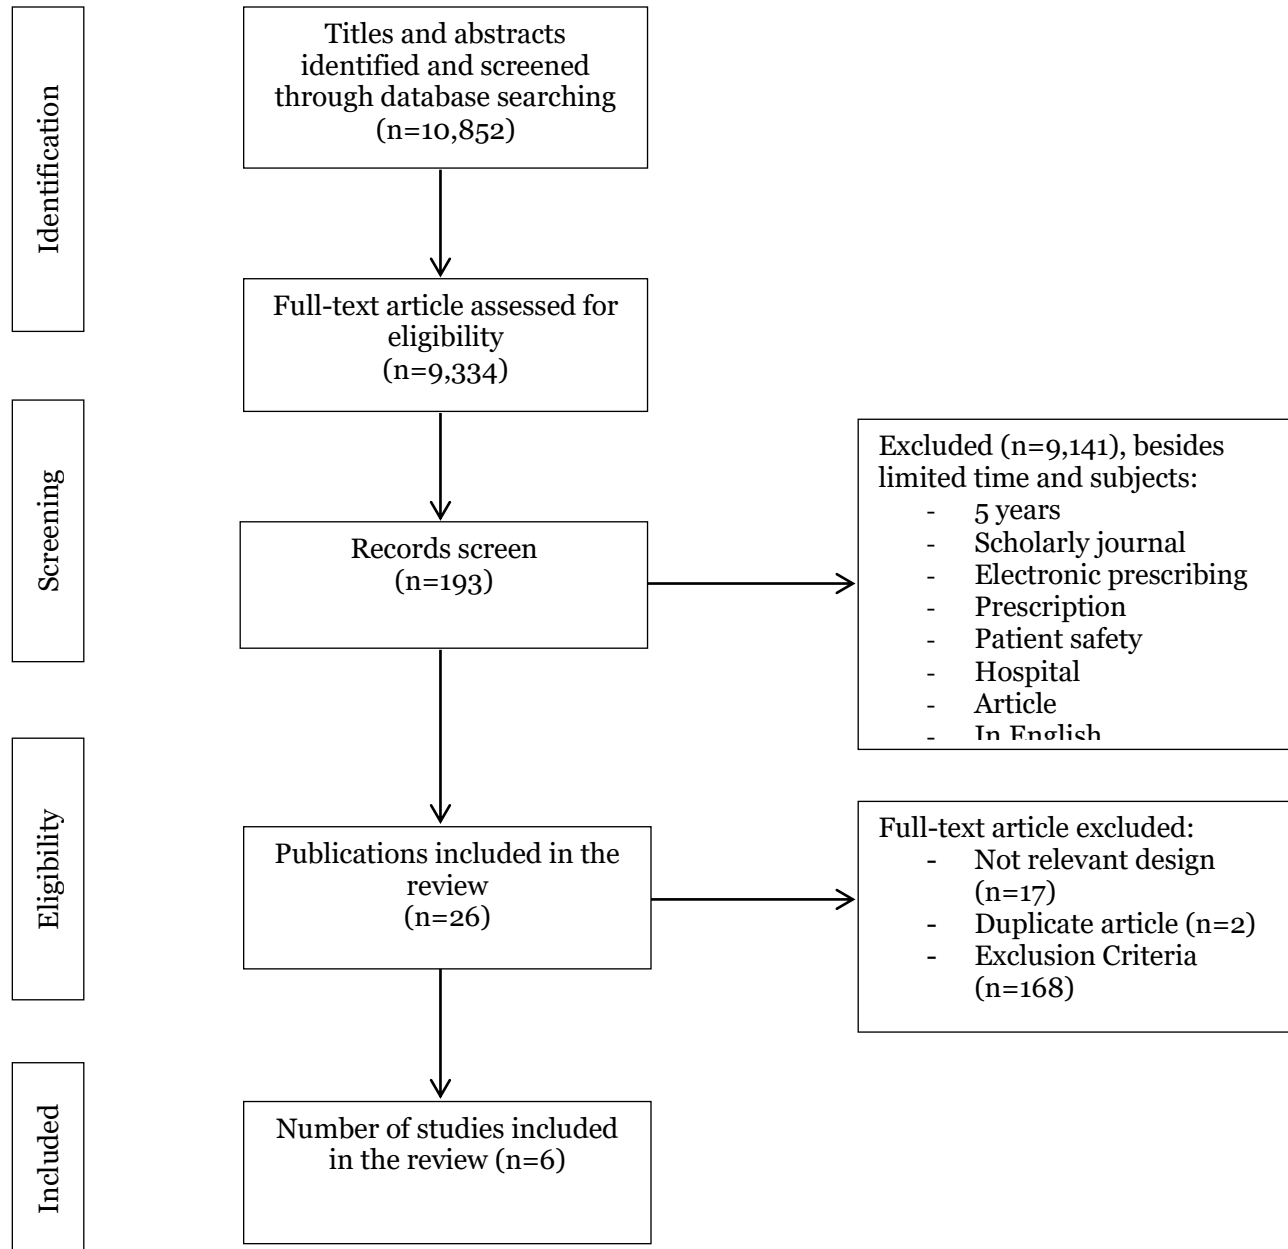 Identification
Titles and abstracts
identified and screened
through database searching
(n=10,852)
Full-text article assessed for
eligibility
(n=9,334)
Screening
Records screen
(n=193)
Excluded (n=9,141), besides
limited time and subjects:
- 5 years
- Scholarly journal
- Electronic prescribing
- Prescription
- Patient safety
- Hospital
- Article
- In English
Eligibility
Publications included in the
review
(n=26)
Full-text article excluded:
- Not relevant design
(n=17)
- Duplicate article (n=2)
- Exclusion Criteria
(n=168)
Included
Number of studies included
in the review (n=6)